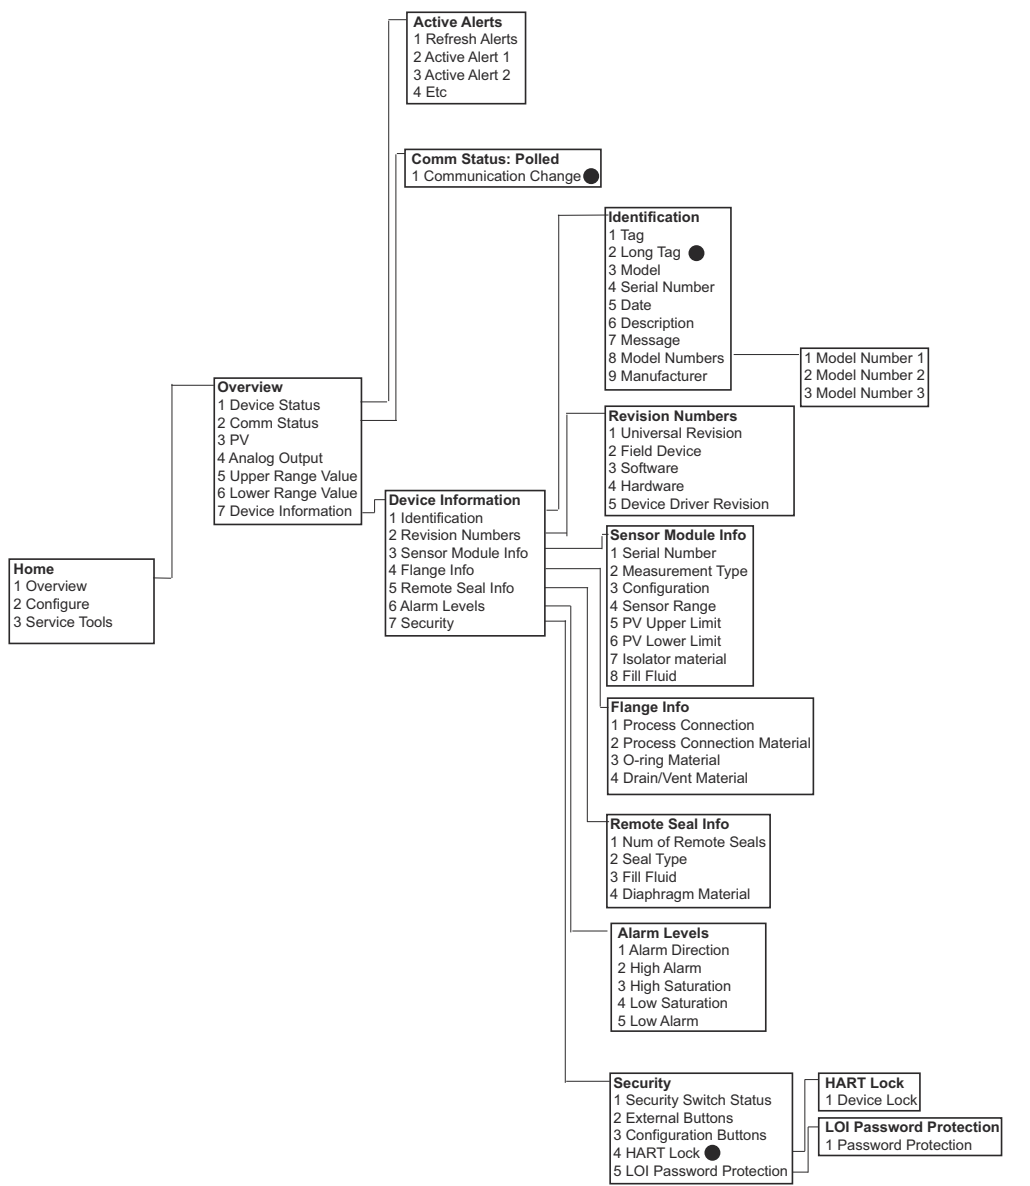 Active Alerts
1 Refresh Alerts
2 Active Alert 1
3 Active Alert 2
4 Etc
Comm Status: Polled
1 Communication Change
Identification
1 Tag
2 Long Tag
3 Model
4 Serial Number
5 Date
6 Description
7 Message
8 Model Numbers
9 Manufacturer
1 Model Number 1
2 Model Number 2
3 Model Number 3
Overview
1 Device Status
2 Comm Status
3 PV
4 Analog Output
5 Upper Range Value
6 Lower Range Value
7 Device Information
Revision Numbers
1 Universal Revision
2 Field Device
3 Software
4 Hardware
5 Device Driver Revision
Device Information
1 Identification
2 Revision Numbers
3 Sensor Module Info
4 Flange Info
5 Remote Seal Info
6 Alarm Levels
7 Security
Home
1 Overview
2 Configure
3 Service Tools
Sensor Module Info
1 Serial Number
2 Measurement Type
3 Configuration
4 Sensor Range
5 PV Upper Limit
6 PV Lower Limit
7 Isolator material
8 Fill Fluid
Flange Info
1 Process Connection
2 Process Connection Material
3 O-ring Material
4 Drain/Vent Material
Remote Seal Info
1 Num of Remote Seals
2 Seal Type
3 Fill Fluid
4 Diaphragm Material
Alarm Levels
1 Alarm Direction
2 High Alarm
3 High Saturation
4 Low Saturation
5 Low Alarm
Security
1 Security Switch Status
2 External Buttons
3 Configuration Buttons
4 HART Lock
5 LOI Password Protection
HART Lock
1 Device Lock
LOI Password Protection
1 Password Protection